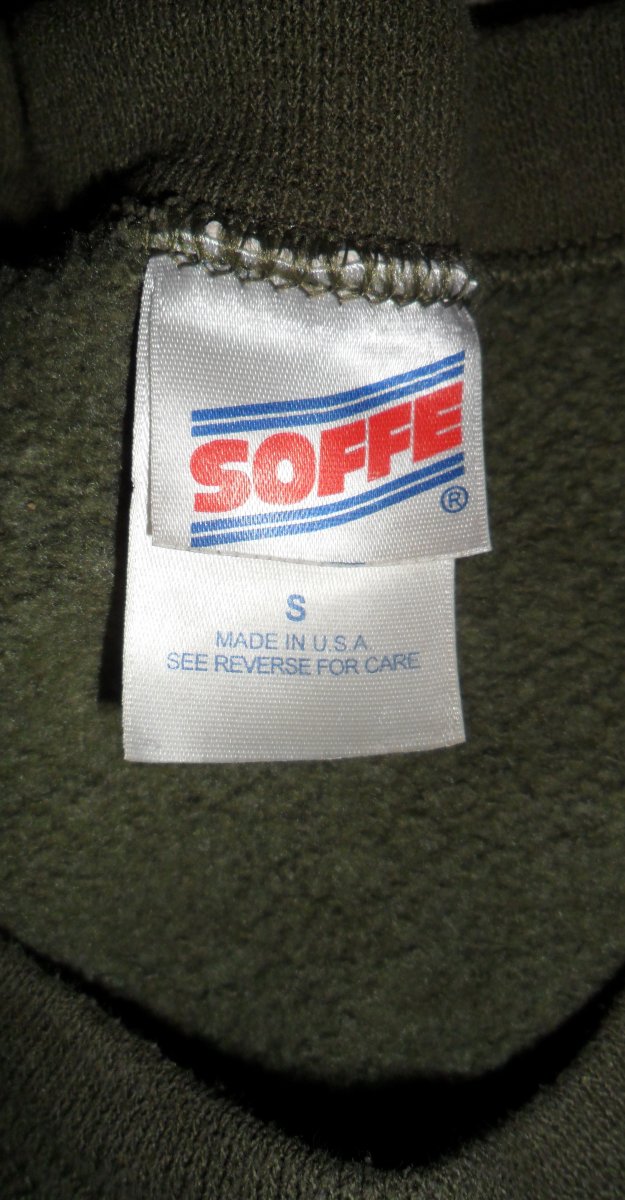 SOFFE
®
S
MADE IN U.S.A
SEE REVERSE FOR CARE